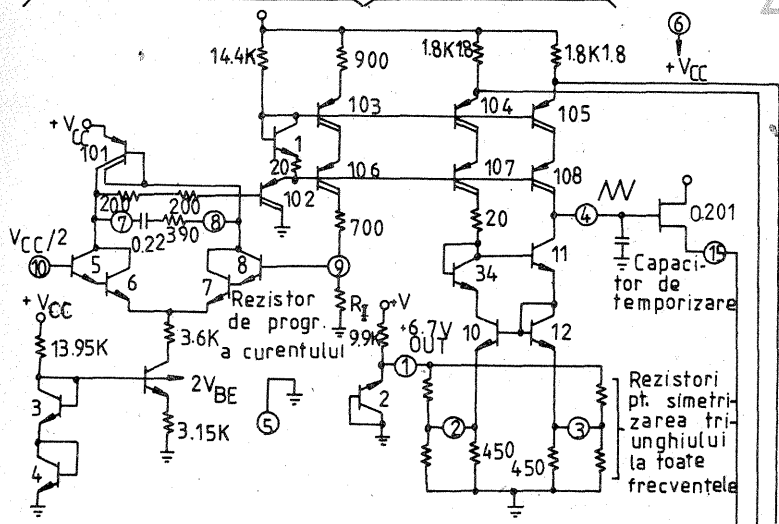 6
+VCC
14.4K
900
1.8K 1.8
1.8K 1.8
103
104
105
+VCC
101
1
20
102
106
107
108
200
200
7
8
0.22
390
700
20
4
0.201
15
VCC/2
10
5
6
7
8
9
34
11
Capaci-
tor de
temporizare
Rezistor
de progr.
a curentului
RI
+V
9.9K
+6.7V
OUT
1
10
12
+VCC
13.95K
3.6K
2VBE
3.15K
3
4
5
2
2
3
450
450
Rezistori
pt. simetri-
zarea tri-
unghiului
la toate
frecvențele